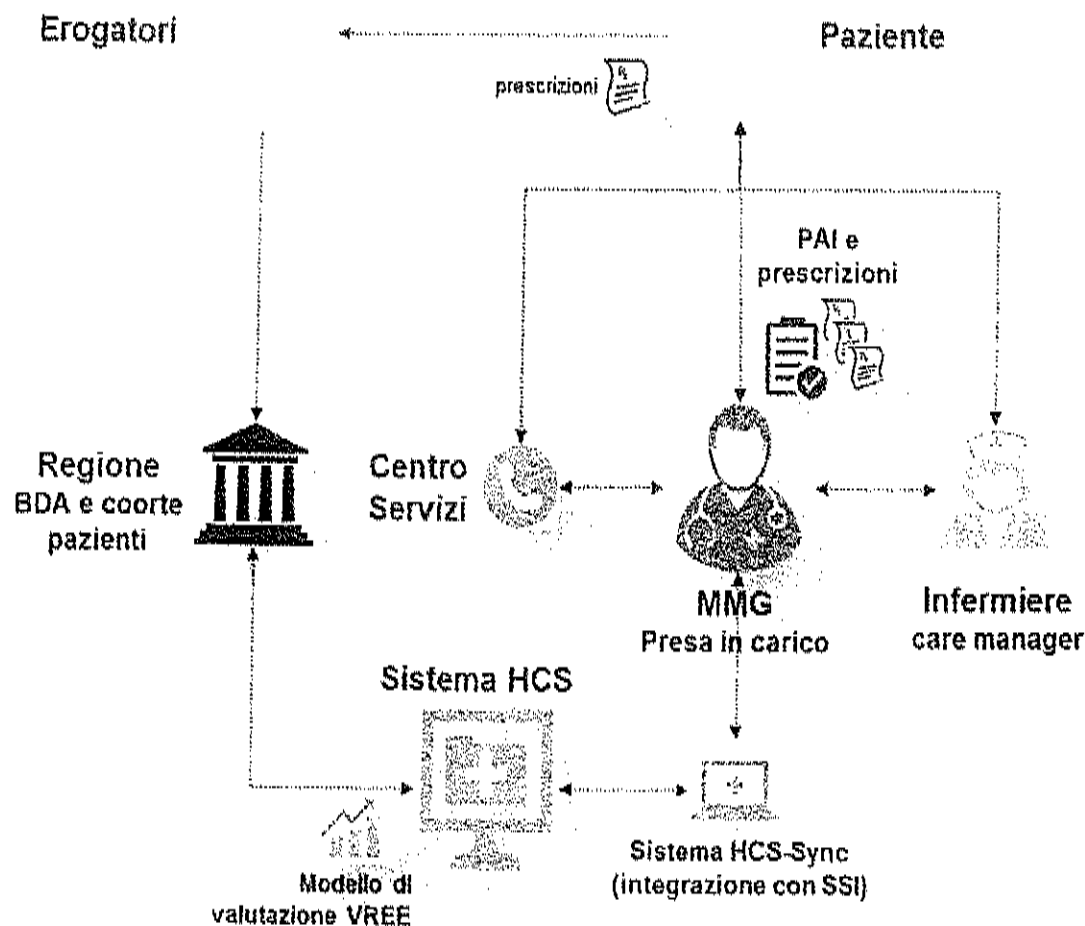 Erogatori
Paziente
prescrizioni
PAI e
prescrizioni
Regione
BDA e coorte
pazienti
Centro
Servizi
MMG
Presa in carico
Infermiere
care manager
Sistema HCS
Modello di
valutazione VREE
Sistema HCS-Sync
(integrazione con SSI)